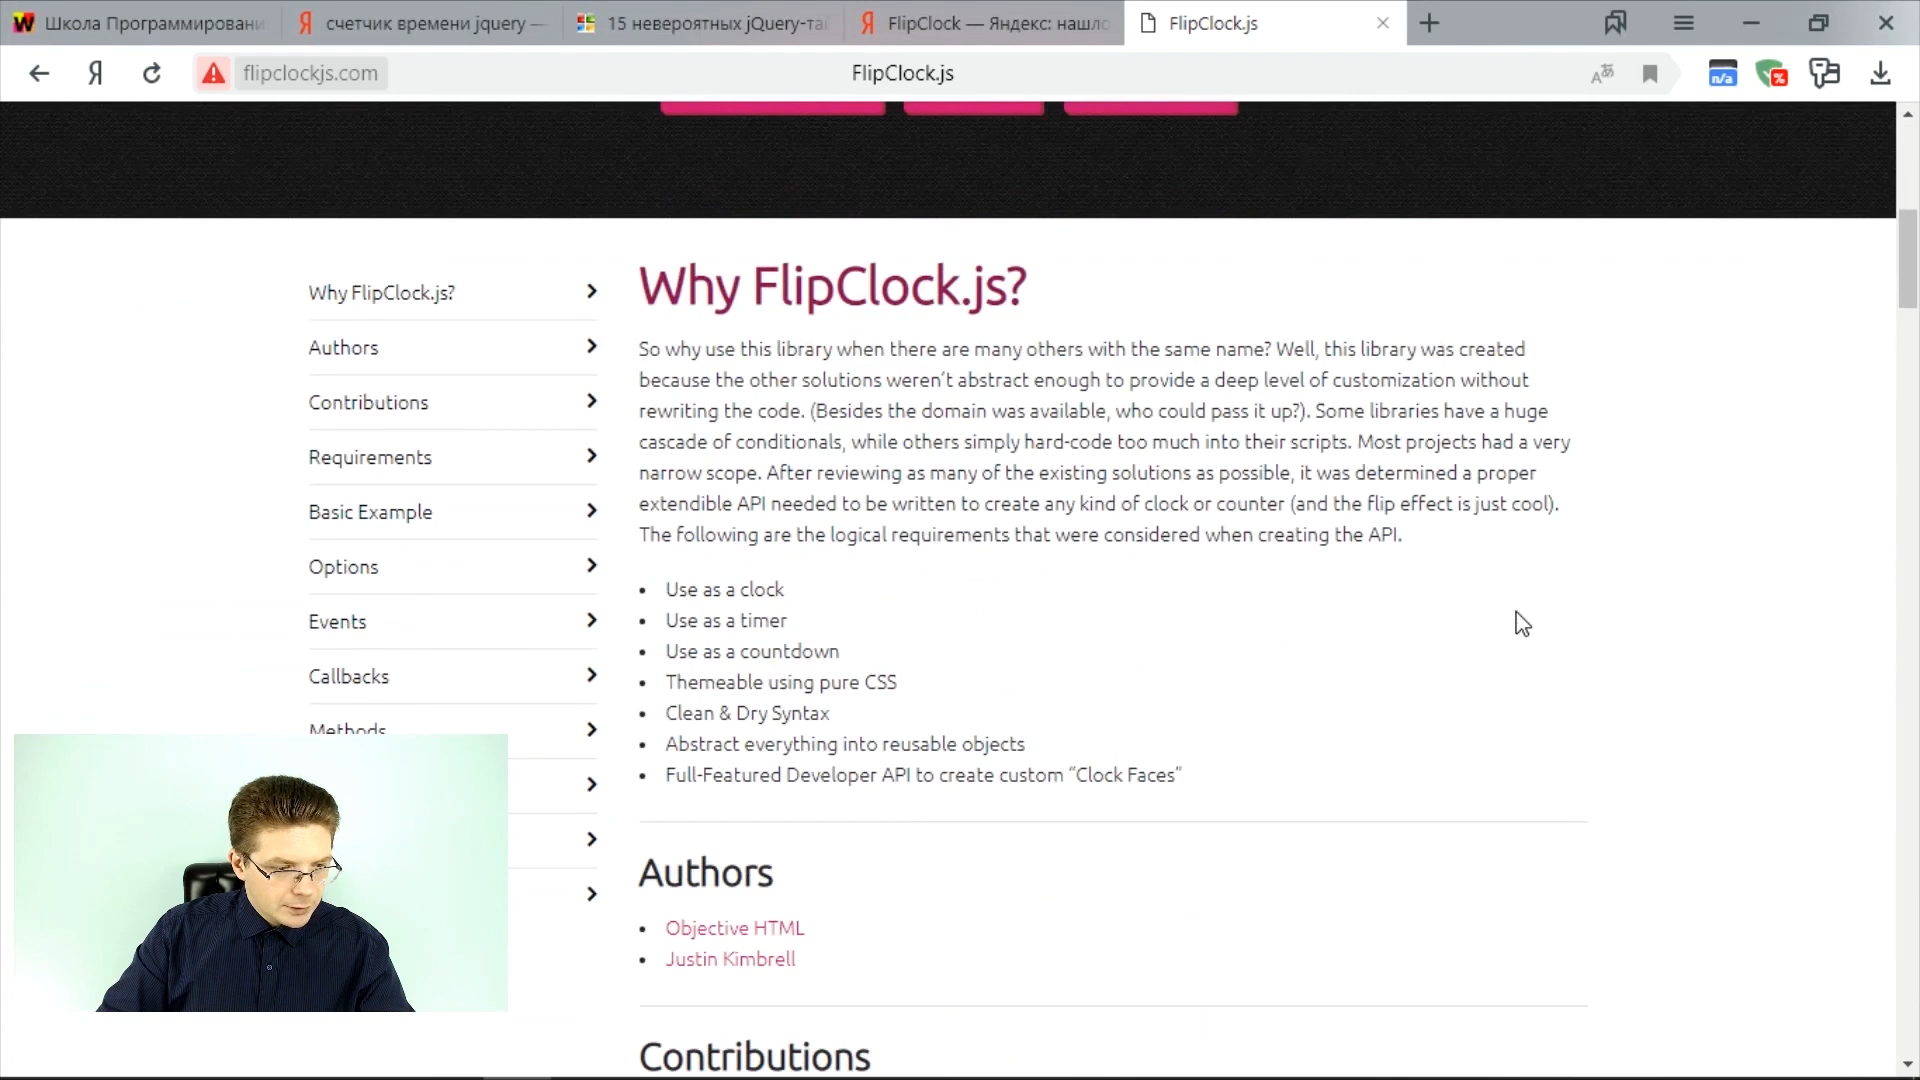 Школа Программировани
счетчик времени jquery —
15 невероятных jQuery-та
FlipClock — Яндекс: нашло
FlipClock.js
flipclockjs.com
FlipClock.js
n/a
Why FlipClock.js?
Authors
Contributions
Requirements
Basic Example
Options
Events
Callbacks
Methods
Why FlipClock.js?
So why use this library when there are many others with the same name? Well, this library was created
because the other solutions weren’t abstract enough to provide a deep level of customization without
rewriting the code. (Besides the domain was available, who could pass it up?). Some libraries have a huge
cascade of conditionals, while others simply hard-code too much into their scripts. Most projects had a very
narrow scope. After reviewing as many of the existing solutions as possible, it was determined a proper
extendible API needed to be written to create any kind of clock or counter (and the flip effect is just cool).
The following are the logical requirements that were considered when creating the API.
• Use as a clock
• Use as a timer
• Use as a countdown
• Themeable using pure CSS
• Clean & Dry Syntax
• Abstract everything into reusable objects
• Full-Featured Developer API to create custom “Clock Faces”
Authors
• Objective HTML
• Justin Kimbrell
Contributions